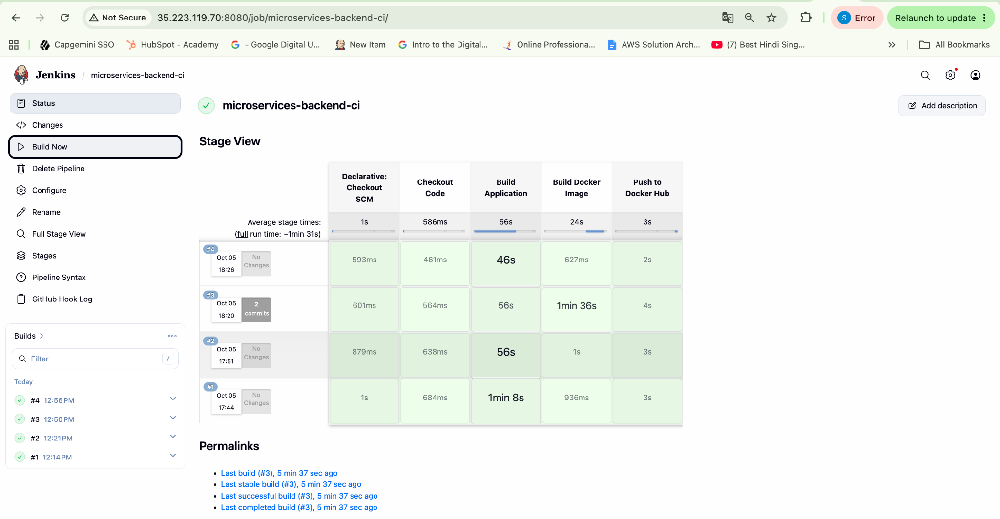 Not Secure
35.223.119.70:8080/job/microservices-backend-ci/
S
Error
Relaunch to update
Capgemini SSO
HubSpot - Academy
- Google Digital U...
New Item
Intro to the Digital...
Online Professiona...
AWS Solution Arch...
(7) Best Hindi Sing...
All Bookmarks
Jenkins / microservices-backend-ci
Status
Changes
Build Now
Delete Pipeline
Configure
Rename
Full Stage View
Stages
Pipeline Syntax
GitHub Hook Log
Builds
Filter
/
Today
#4 12:56 PM
#3 12:50 PM
#2 12:21 PM
#1 12:14 PM
microservices-backend-ci
Add description
Stage View
Declarative: Checkout SCM
Checkout Code
Build Application
Build Docker Image
Push to Docker Hub
Average stage times:
(full run time: ~1min 31s)
1s
586ms
56s
24s
3s
#4
Oct 05
18:26
No Changes
593ms
461ms
46s
627ms
2s
#3
Oct 05
18:20
2 commits
601ms
564ms
56s
1min 36s
4s
#2
Oct 05
17:51
No Changes
879ms
638ms
56s
1s
3s
#1
Oct 05
17:44
No Changes
1s
684ms
1min 8s
936ms
3s
Permalinks
Last build (#3), 5 min 37 sec ago
Last stable build (#3), 5 min 37 sec ago
Last successful build (#3), 5 min 37 sec ago
Last completed build (#3), 5 min 37 sec ago